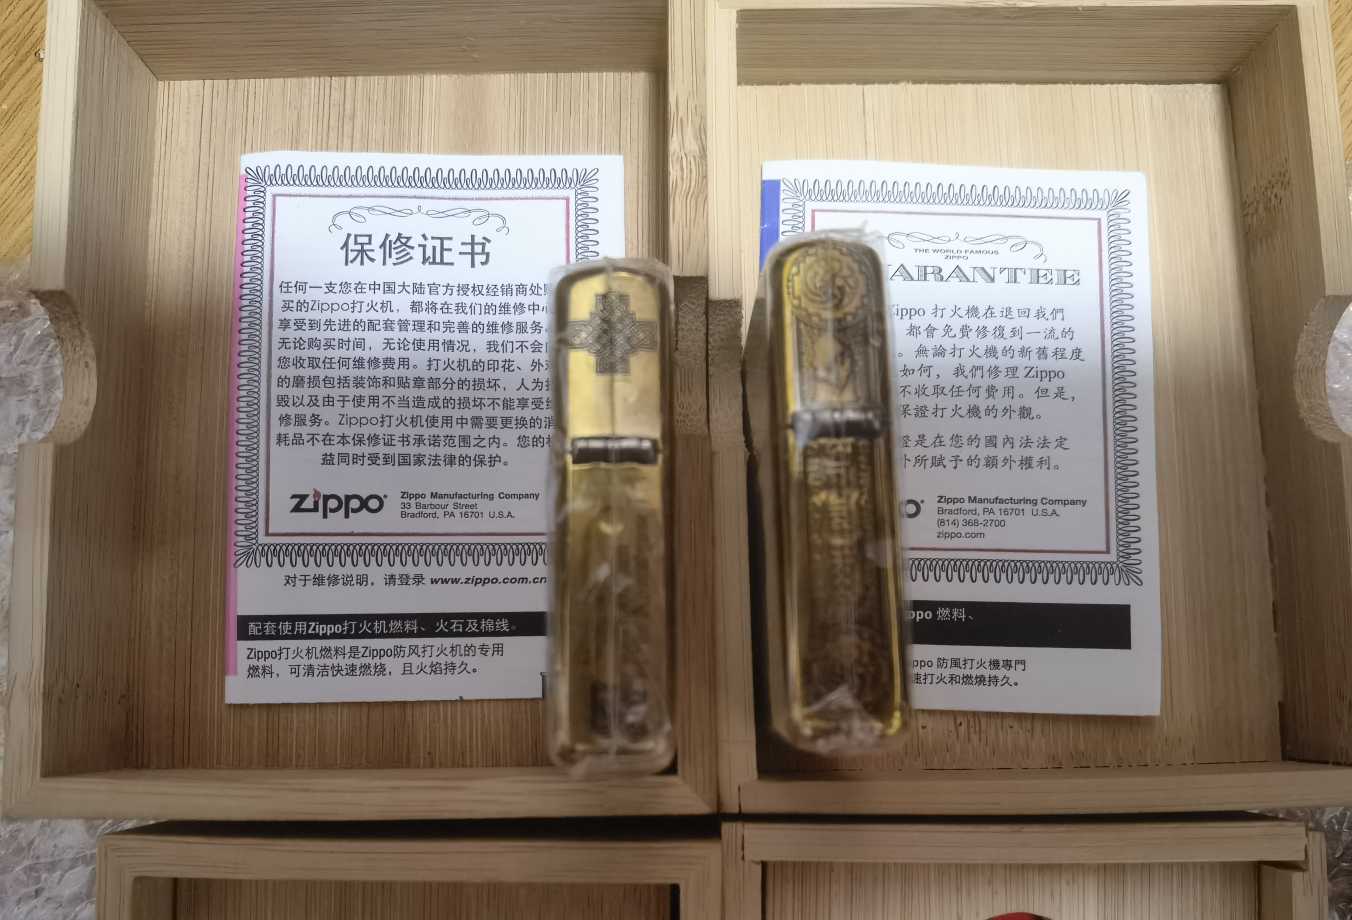 保修证书
任何一支您在中国大陆官方授权经销商处
买的Zippo打火机，都将在我们的维修中
享受到先进的配套管理和完善的维修服务
无论购买时间，无论使用情况，我们不会
您收取任何维修费用。打火机的印花、外
的磨损包括装饰和贴章部分的损坏，人为
毁以及由于使用不当造成的损坏不能享受
修服务。Zippo打火机使用中需要更换的
耗品不在本保修证书承诺范围之内。您的
益同时受到国家法律的保护。
zippo
Zippo Manufacturing Company
33 Barbour Street
Bradford, PA 16701 U.S.A.
对于维修说明，请登录 www.zippo.com.cn
配套使用Zippo打火机燃料、火石及棉线。
Zippo打火机燃料是Zippo防风打火机的专用
燃料，可清洁快速燃烧，且火焰持久。
THE WORLD FAMOUS
ZIPPO
ARANTEE
Zippo 打火機在退回我們
都會免費修復到一流的
。無論打火機的新舊程度
如何，我們修理 Zippo
不收取任何費用。但是，
保證打火機的外觀。
是在您的國內法法定
所賦予的額外權利。
Zippo Manufacturing Company
Bradford, PA 16701 U.S.A.
(814) 368-2700
zippo.com
ppo 燃料、
ppo 防風打火機專門
速打火和燃燒持久。